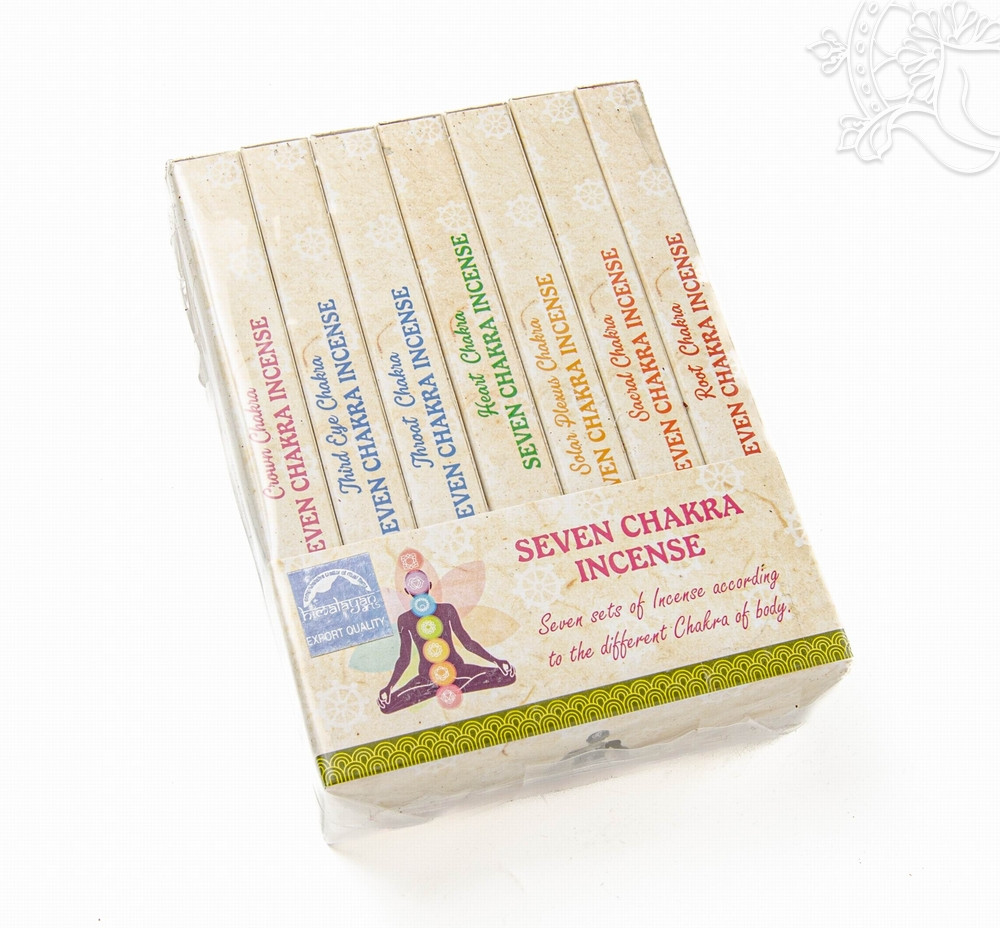 Crown Chakra
EVEN CHAKRA INCENSE
Third Eye Chakra
EVEN CHAKRA INCENSE
Throat Chakra
EVEN CHAKRA INCENSE
Heart Chakra
SEVEN CHAKRA INCENSE
Solar Plexus Chakra
VEN CHAKRA INCENSE
Sacral Chakra
EVEN CHAKRA INCENSE
Root Chakra
EVEN CHAKRA INCENSE
SEVEN CHAKRA
INCENSE
Seven sets of Incense according
to the different Chakra of body.
himalayan
EXPORT QUALITY